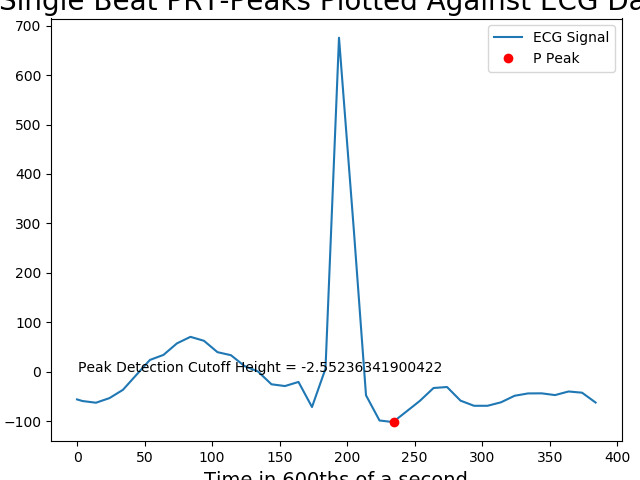 Single Beat PRT-Peaks Plotted Against ECG Da
700
600
500
400
300
200
100
0
−100
ECG Signal
P Peak
Peak Detection Cutoff Height = -2.55236341900422
0 50 100 150 200 250 300 350 400
Time in 600ths of a second